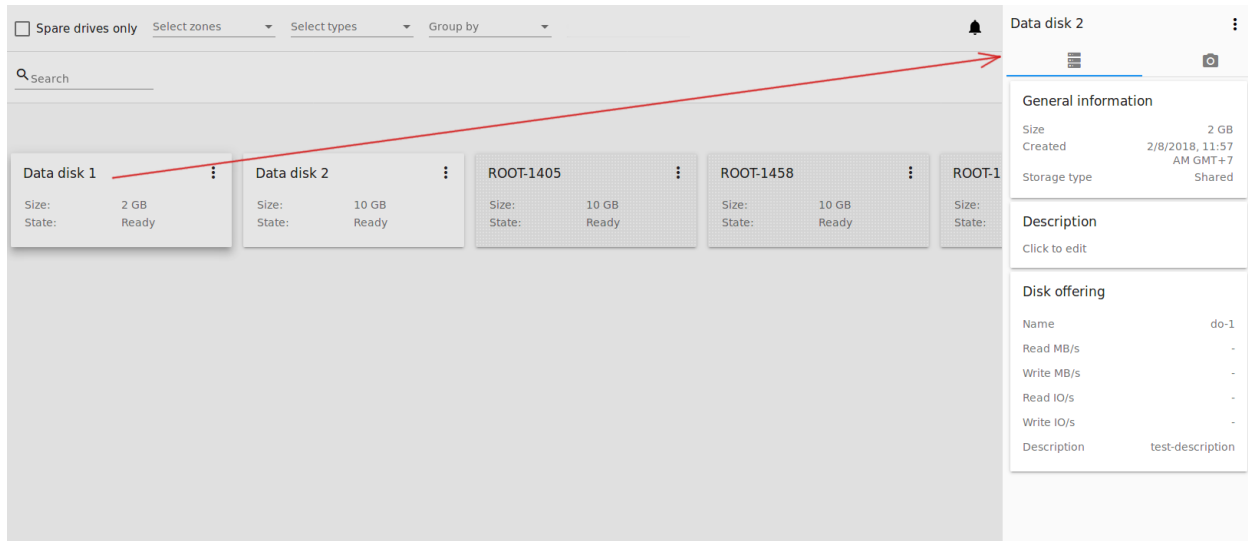 Spare drives only Select zones Select types Group by
Search
Data disk 1
Size: 2 GB
State: Ready
Data disk 2
Size: 10 GB
State: Ready
ROOT-1405
Size: 10 GB
State: Ready
ROOT-1458
Size: 10 GB
State: Ready
ROOT-1
Size:
State:
Data disk 2
General information
Size 2 GB
Created 2/8/2018, 11:57
AM GMT+7
Storage type Shared
Description
Click to edit
Disk offering
Name do-1
Read MB/s -
Write MB/s -
Read IO/s -
Write IO/s -
Description test-description